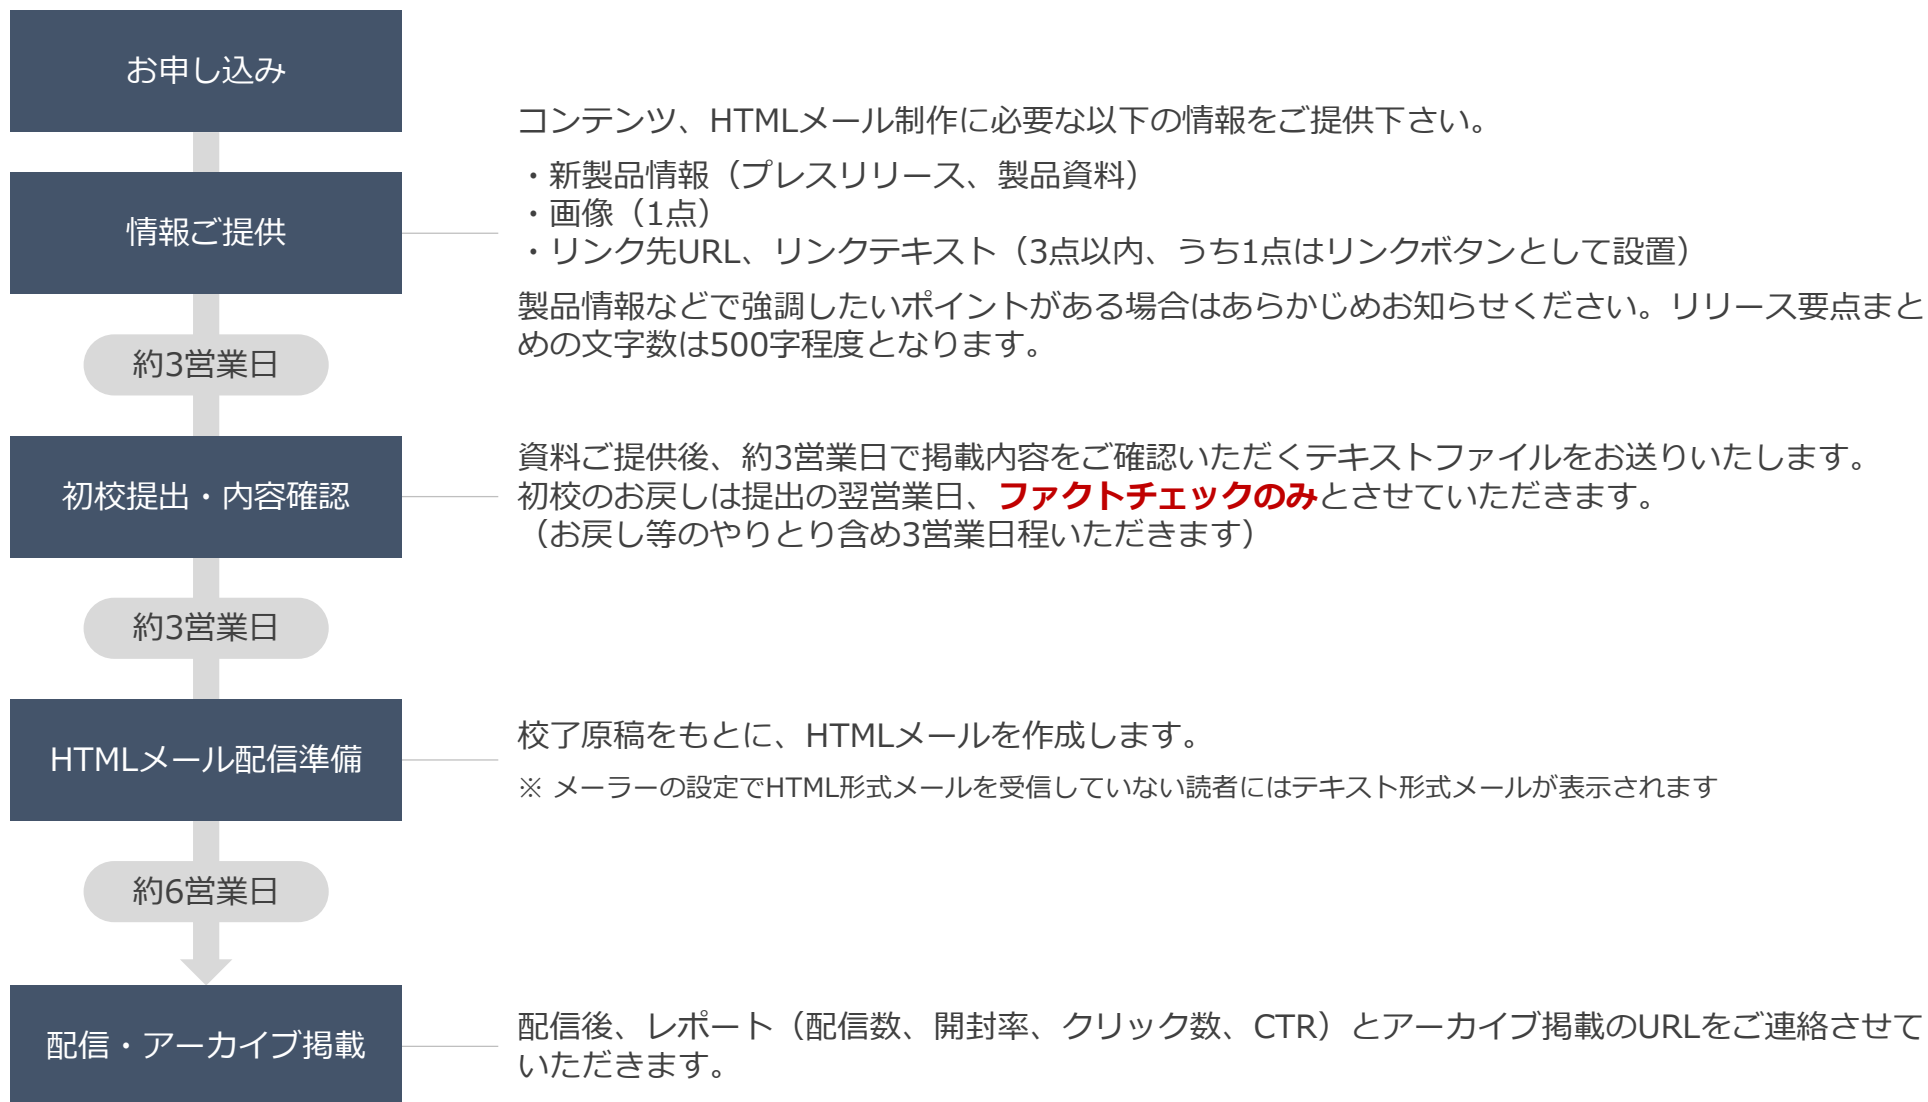 お申し込み
情報ご提供
コンテンツ、HTMLメール制作に必要な以下の情報をご提供下さい。
・新製品情報（プレスリリース、製品資料）
・画像（1点）
・リンク先URL、リンクテキスト（3点以内、うち1点はリンクボタンとして設置）
製品情報などで強調したいポイントがある場合はあらかじめお知らせください。リリース要点まと
めの文字数は500字程度となります。
約3営業日
初校提出・内容確認
資料ご提供後、約3営業日で掲載内容をご確認いただくテキストファイルをお送りいたします。
初校のお戻しは提出の翌営業日、ファクトチェックのみとさせていただきます。
（お戻し等のやりとり含め3営業日程いただきます）
約3営業日
HTMLメール配信準備
校了原稿をもとに、HTMLメールを作成します。
※ メーラーの設定でHTML形式メールを受信していない読者にはテキスト形式メールが表示されます
約6営業日
配信・アーカイブ掲載
配信後、レポート（配信数、開封率、クリック数、CTR）とアーカイブ掲載のURLをご連絡させて
いただきます。